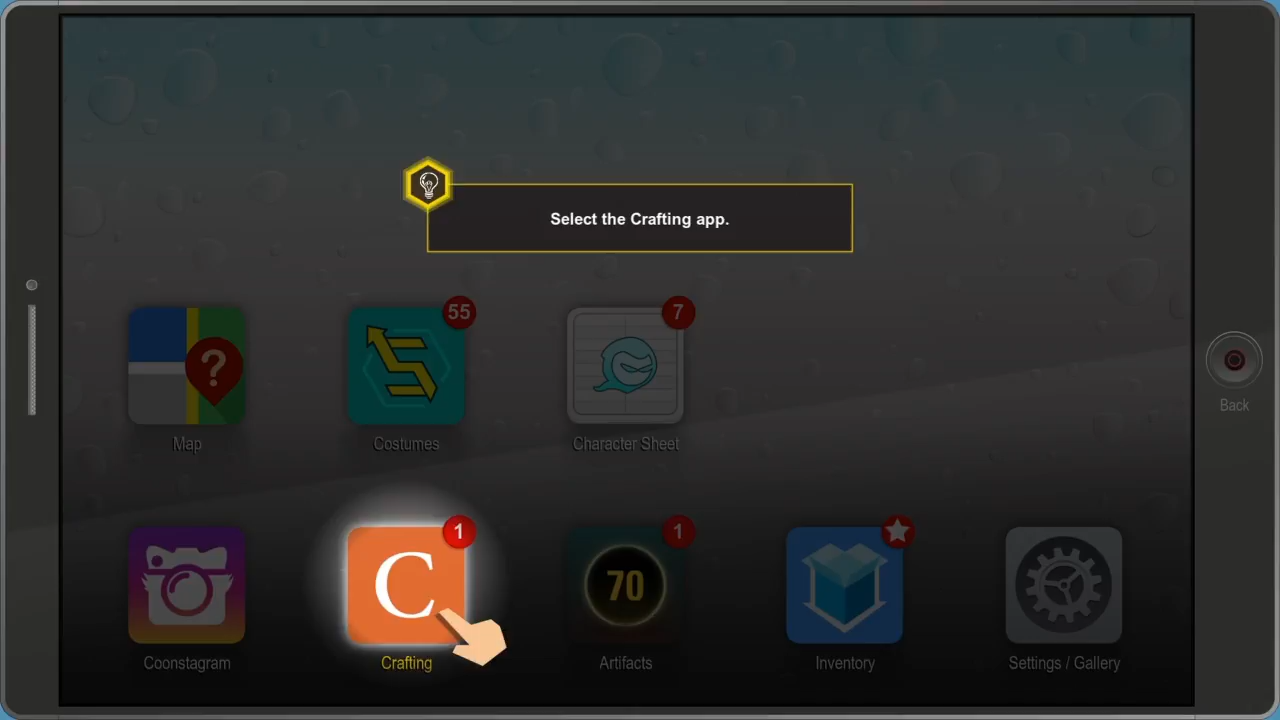 Select the Crafting app.
?
55
7
Map
Costumes
Character Sheet
Back
C
1
70
1
Coonstagram
Crafting
Artifacts
Inventory
Settings / Gallery